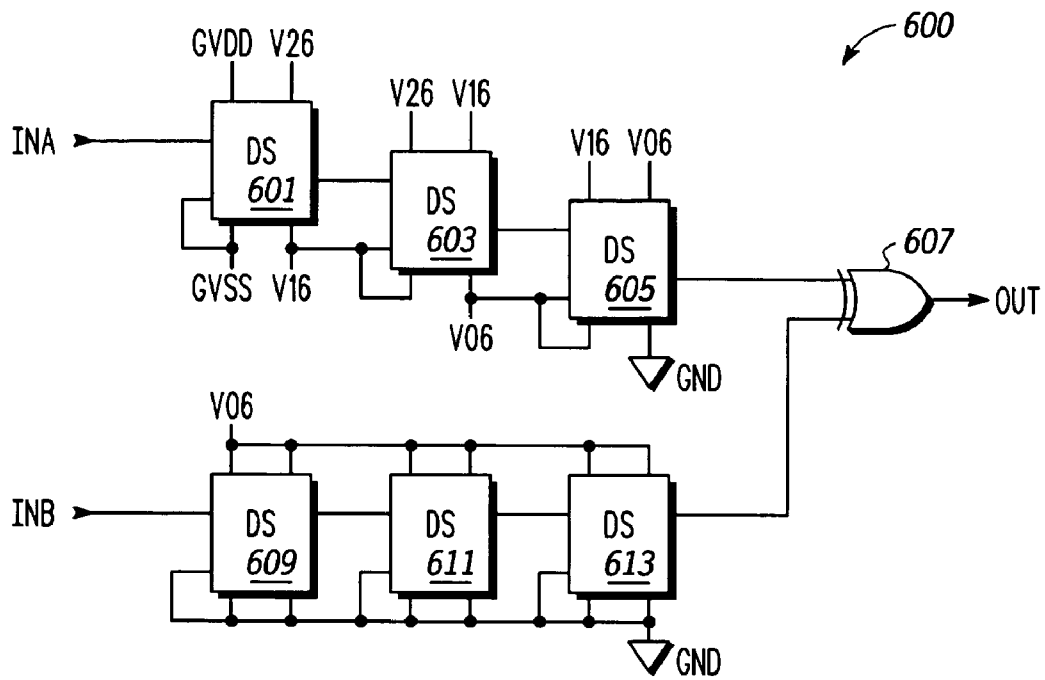 600
GVDD V26
INA
DS
601
GVSS V16
V26 V16
DS
603
V06
V16 V06
DS
605
GND
607
OUT
V06
INB
DS
609
DS
611
DS
613
GND